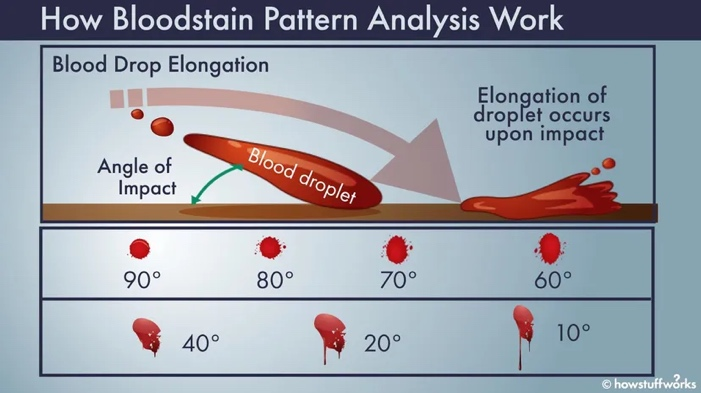 How Bloodstain Pattern Analysis Work
Blood Drop Elongation
Elongation of
droplet occurs
upon impact
Angle of
Impact
Blood droplet
90°
80°
70°
60°
40°
20°
10°
© howstuffwórks